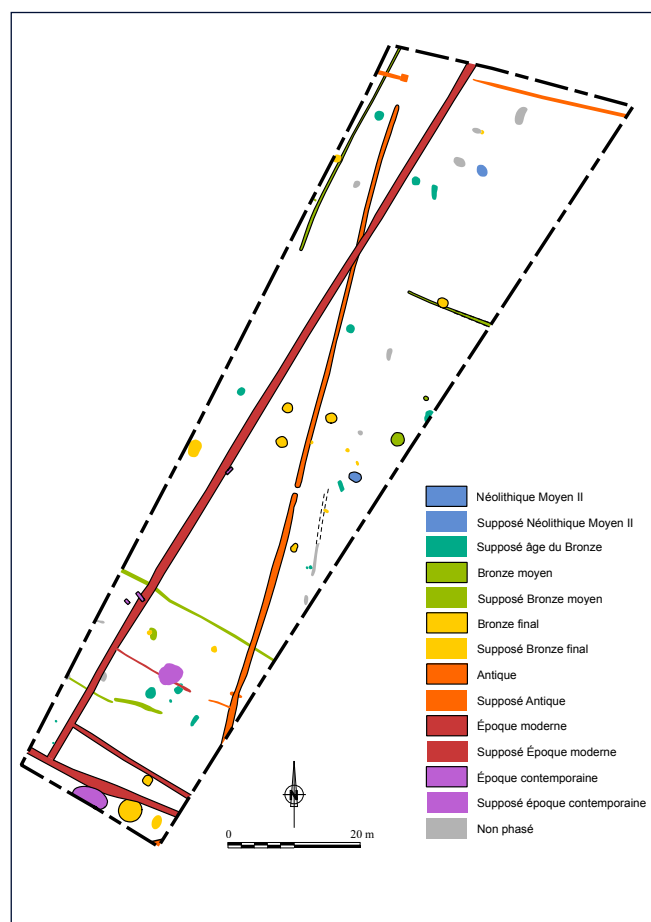 Néolithique Moyen II
Supposé Néolithique Moyen II
Supposé âge du Bronze
Bronze moyen
Supposé Bronze moyen
Bronze final
Supposé Bronze final
Antique
Supposé Antique
Époque moderne
Supposé Époque moderne
Époque contemporaine
Supposé époque contemporaine
Non phasé
N
0 20 m